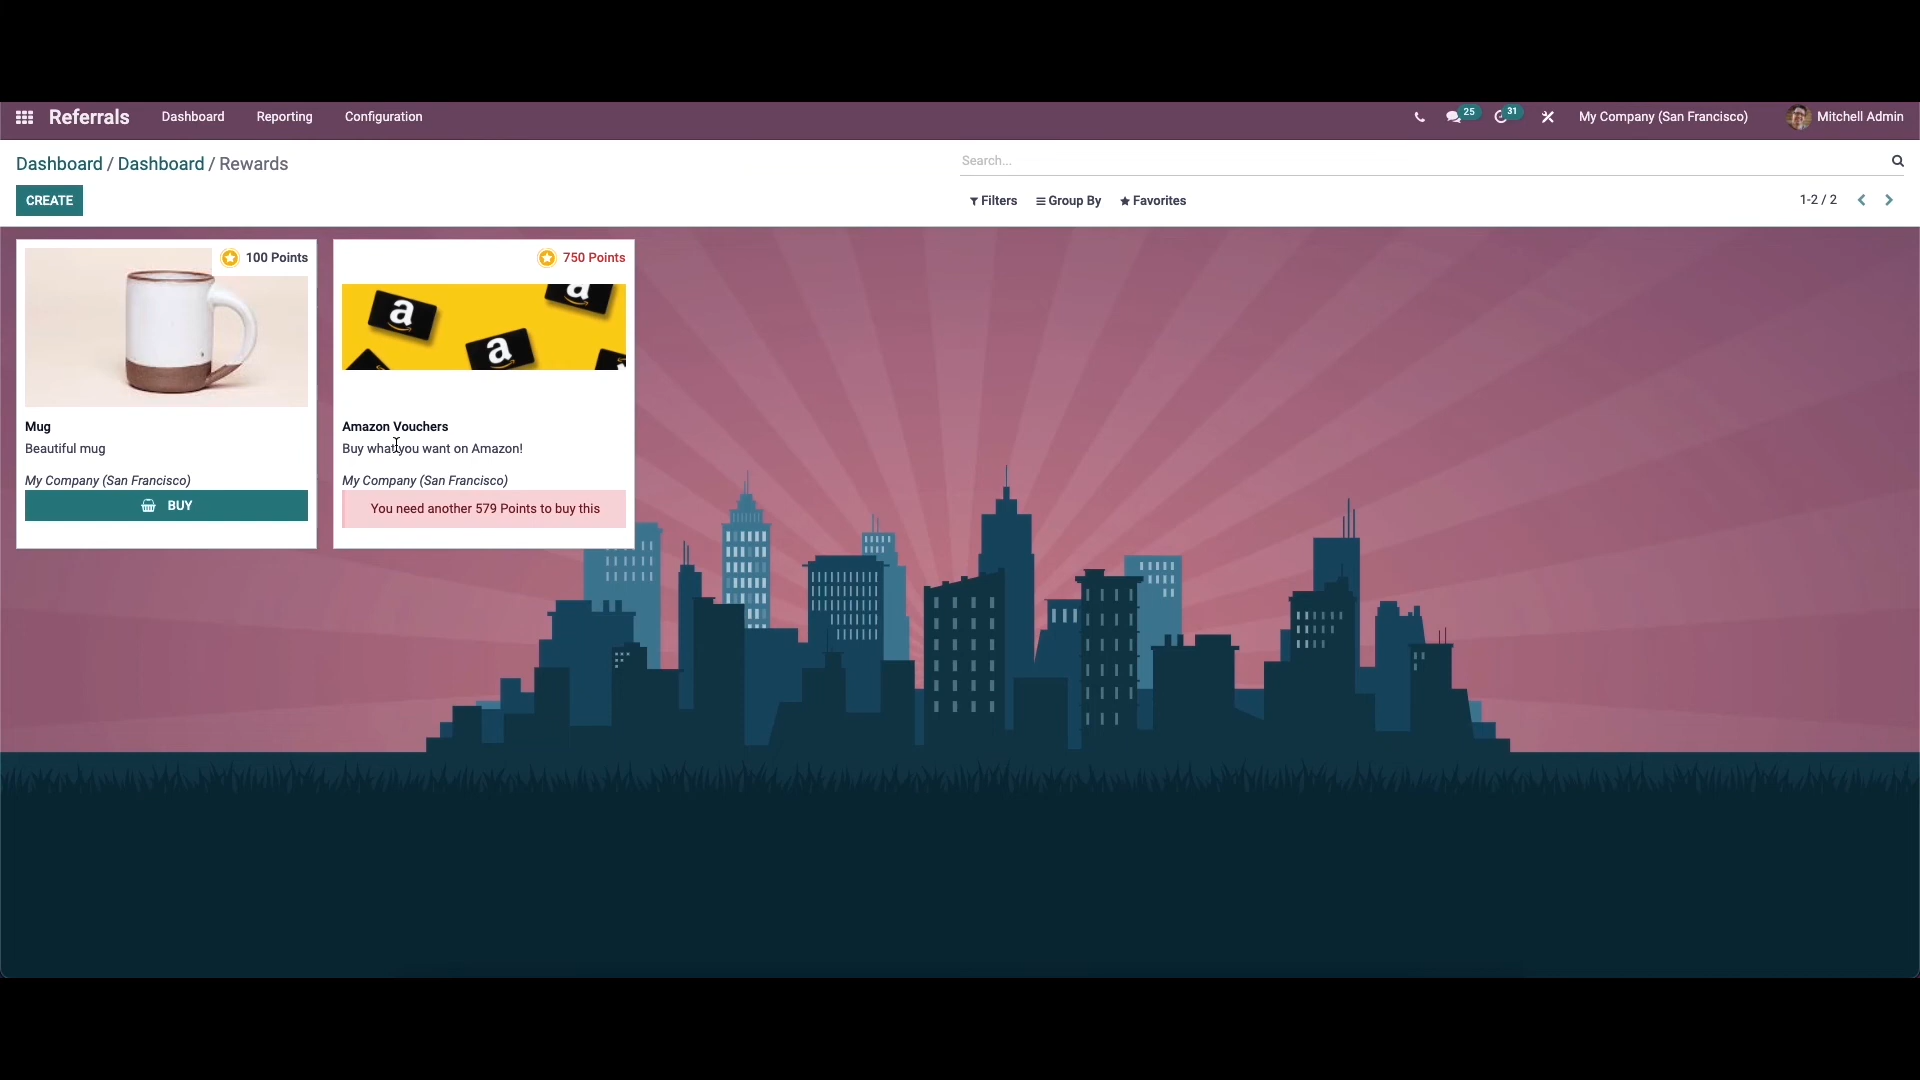 Referrals Dashboard Reporting Configuration 25 31 My Company (San Francisco) Mitchell Admin
Dashboard / Dashboard / Rewards Search...
CREATE Filters Group By Favorites 1-2 / 2
100 Points
Mug
Beautiful mug
My Company (San Francisco)
BUY
750 Points
a a a
Amazon Vouchers
Buy what you want on Amazon!
My Company (San Francisco)
You need another 579 Points to buy this